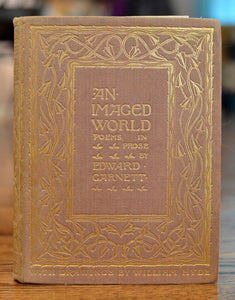 AN·
IMAGED
WORLD
POEMS IN
PROSE
BY
EDWARD·
GARNETT·
WITH DRAWINGS BY WILLIAM HYDE